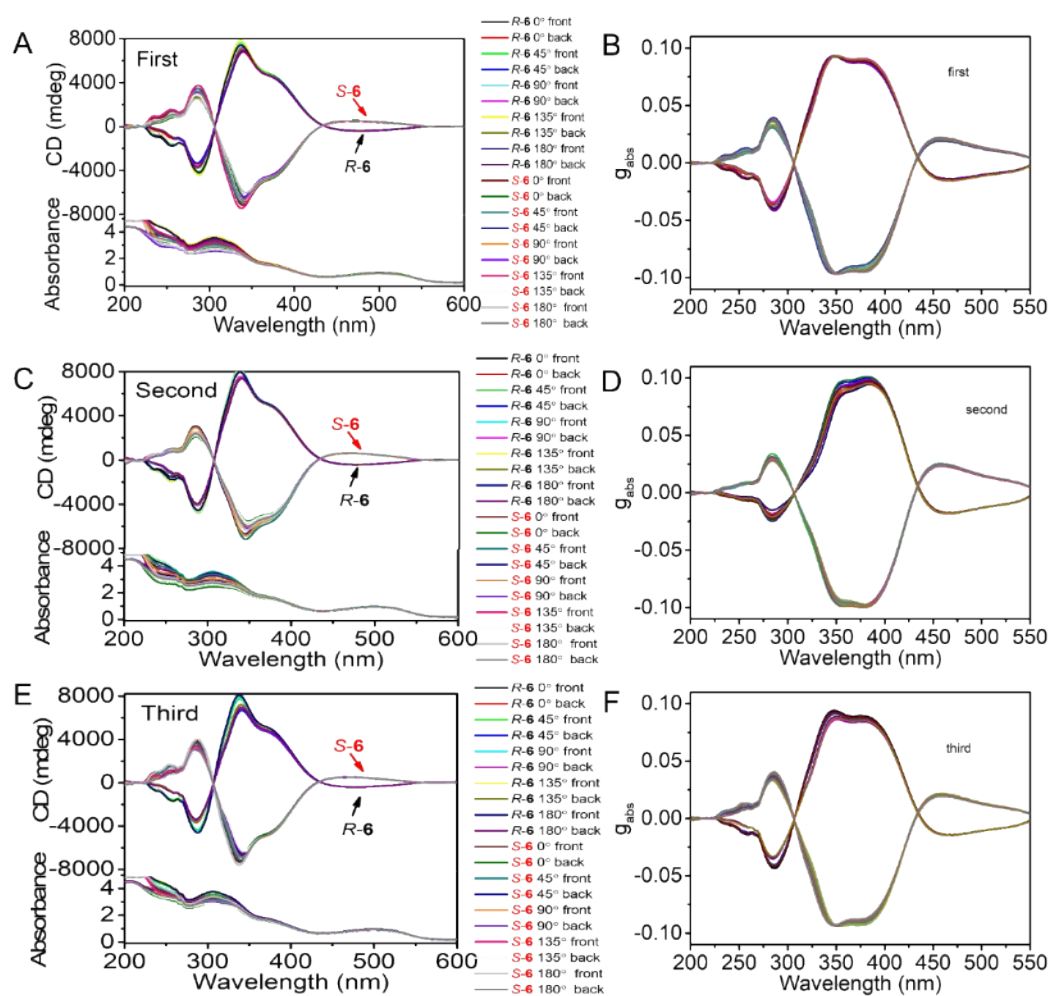 A
First
CD (mdeg)
8000
4000
0
-4000
-8000
S-6
R-6
Absorbance
4
2
0
200 300 400 500 600
Wavelength (nm)
R-6 0° front
R-6 0° back
R-6 45° front
R-6 45° back
R-6 90° front
R-6 90° back
R-6 135° front
R-6 135° back
R-6 180° front
R-6 180° back
S-6 0° front
S-6 0° back
S-6 45° front
S-6 45° back
S-6 90° front
S-6 90° back
S-6 135° front
S-6 135° back
S-6 180° front
S-6 180° back
B
first
gabs
0.10
0.05
0.00
-0.05
-0.10
200 250 300 350 400 450 500 550
Wavelength (nm)
C
Second
CD (mdeg)
8000
4000
0
-4000
-8000
S-6
R-6
Absorbance
4
2
0
200 300 400 500 600
Wavelength (nm)
R-6 0° front
R-6 0° back
R-6 45° front
R-6 45° back
R-6 90° front
R-6 90° back
R-6 135° front
R-6 135° back
R-6 180° front
R-6 180° back
S-6 0° front
S-6 0° back
S-6 45° front
S-6 45° back
S-6 90° front
S-6 90° back
S-6 135° front
S-6 135° back
S-6 180° front
S-6 180° back
D
second
gabs
0.10
0.05
0.00
-0.05
-0.10
200 250 300 350 400 450 500 550
Wavelength (nm)
E
Third
CD (mdeg)
8000
4000
0
-4000
-8000
S-6
R-6
Absorbance
4
2
0
200 300 400 500 600
Wavelength (nm)
R-6 0° front
R-6 0° back
R-6 45° front
R-6 45° back
R-6 90° front
R-6 90° back
R-6 135° front
R-6 135° back
R-6 180° front
R-6 180° back
S-6 0° front
S-6 0° back
S-6 45° front
S-6 45° back
S-6 90° front
S-6 90° back
S-6 135° front
S-6 135° back
S-6 180° front
S-6 180° back
F
third
gabs
0.10
0.05
0.00
-0.05
-0.10
200 250 300 350 400 450 500 550
Wavelength (nm)